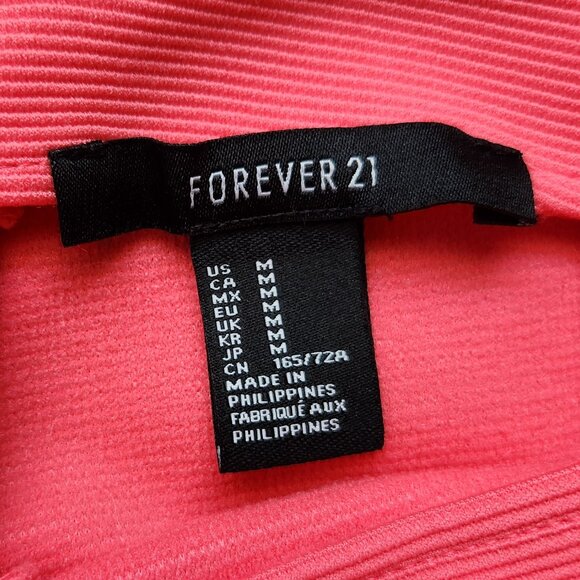 FOREVER 21
US M
CA M
MX M
EU M
UK M
KR M
JP M
CN 165/72A
MADE IN
PHILIPPINES
FABRIQUÉ AUX
PHILIPPINES